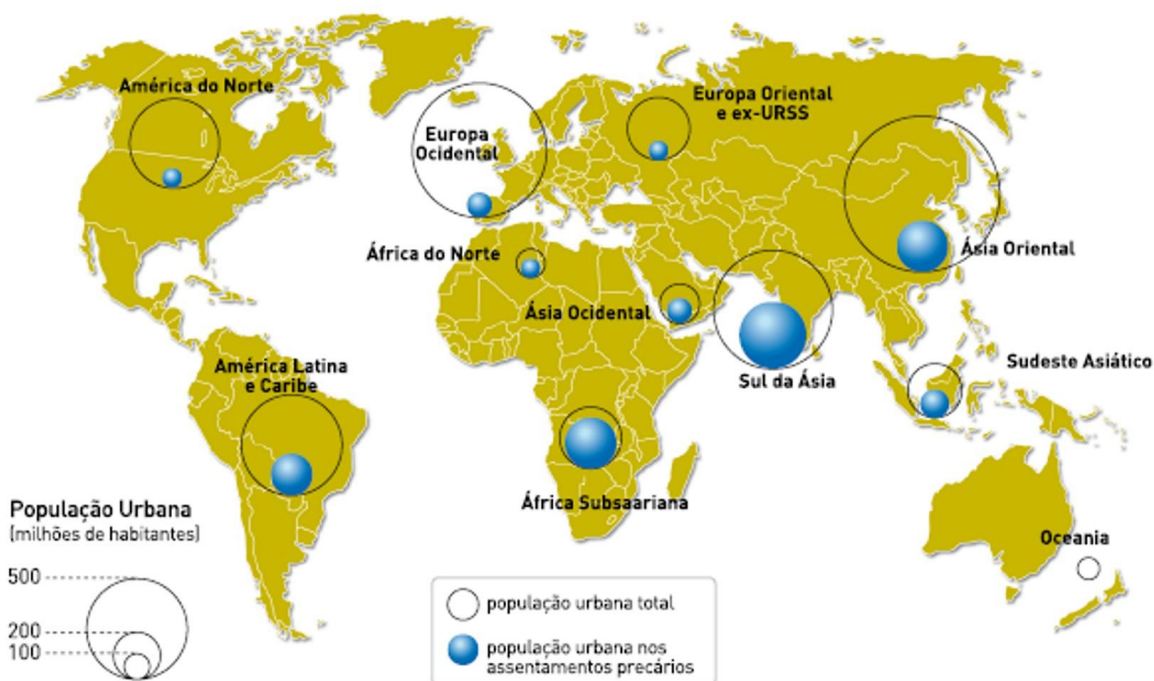 América do Norte
Europa
Ocidental
Europa Oriental
e ex-URSS
África do Norte
Ásia Oriental
Ásia Ocidental
América Latina
e Caribe
Sul da Ásia
Sudeste Asiático
África Subsaariana
Oceania
População Urbana
(milhões de habitantes)
500
200
100
população urbana total
população urbana nos
assentamentos precários